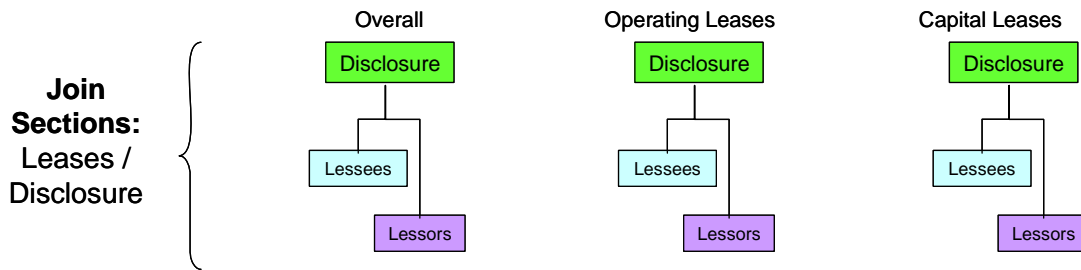 Overall
Operating Leases
Capital Leases
Join
Sections:
Leases /
Disclosure
Disclosure
Disclosure
Disclosure
Lessees
Lessees
Lessees
Lessors
Lessors
Lessors